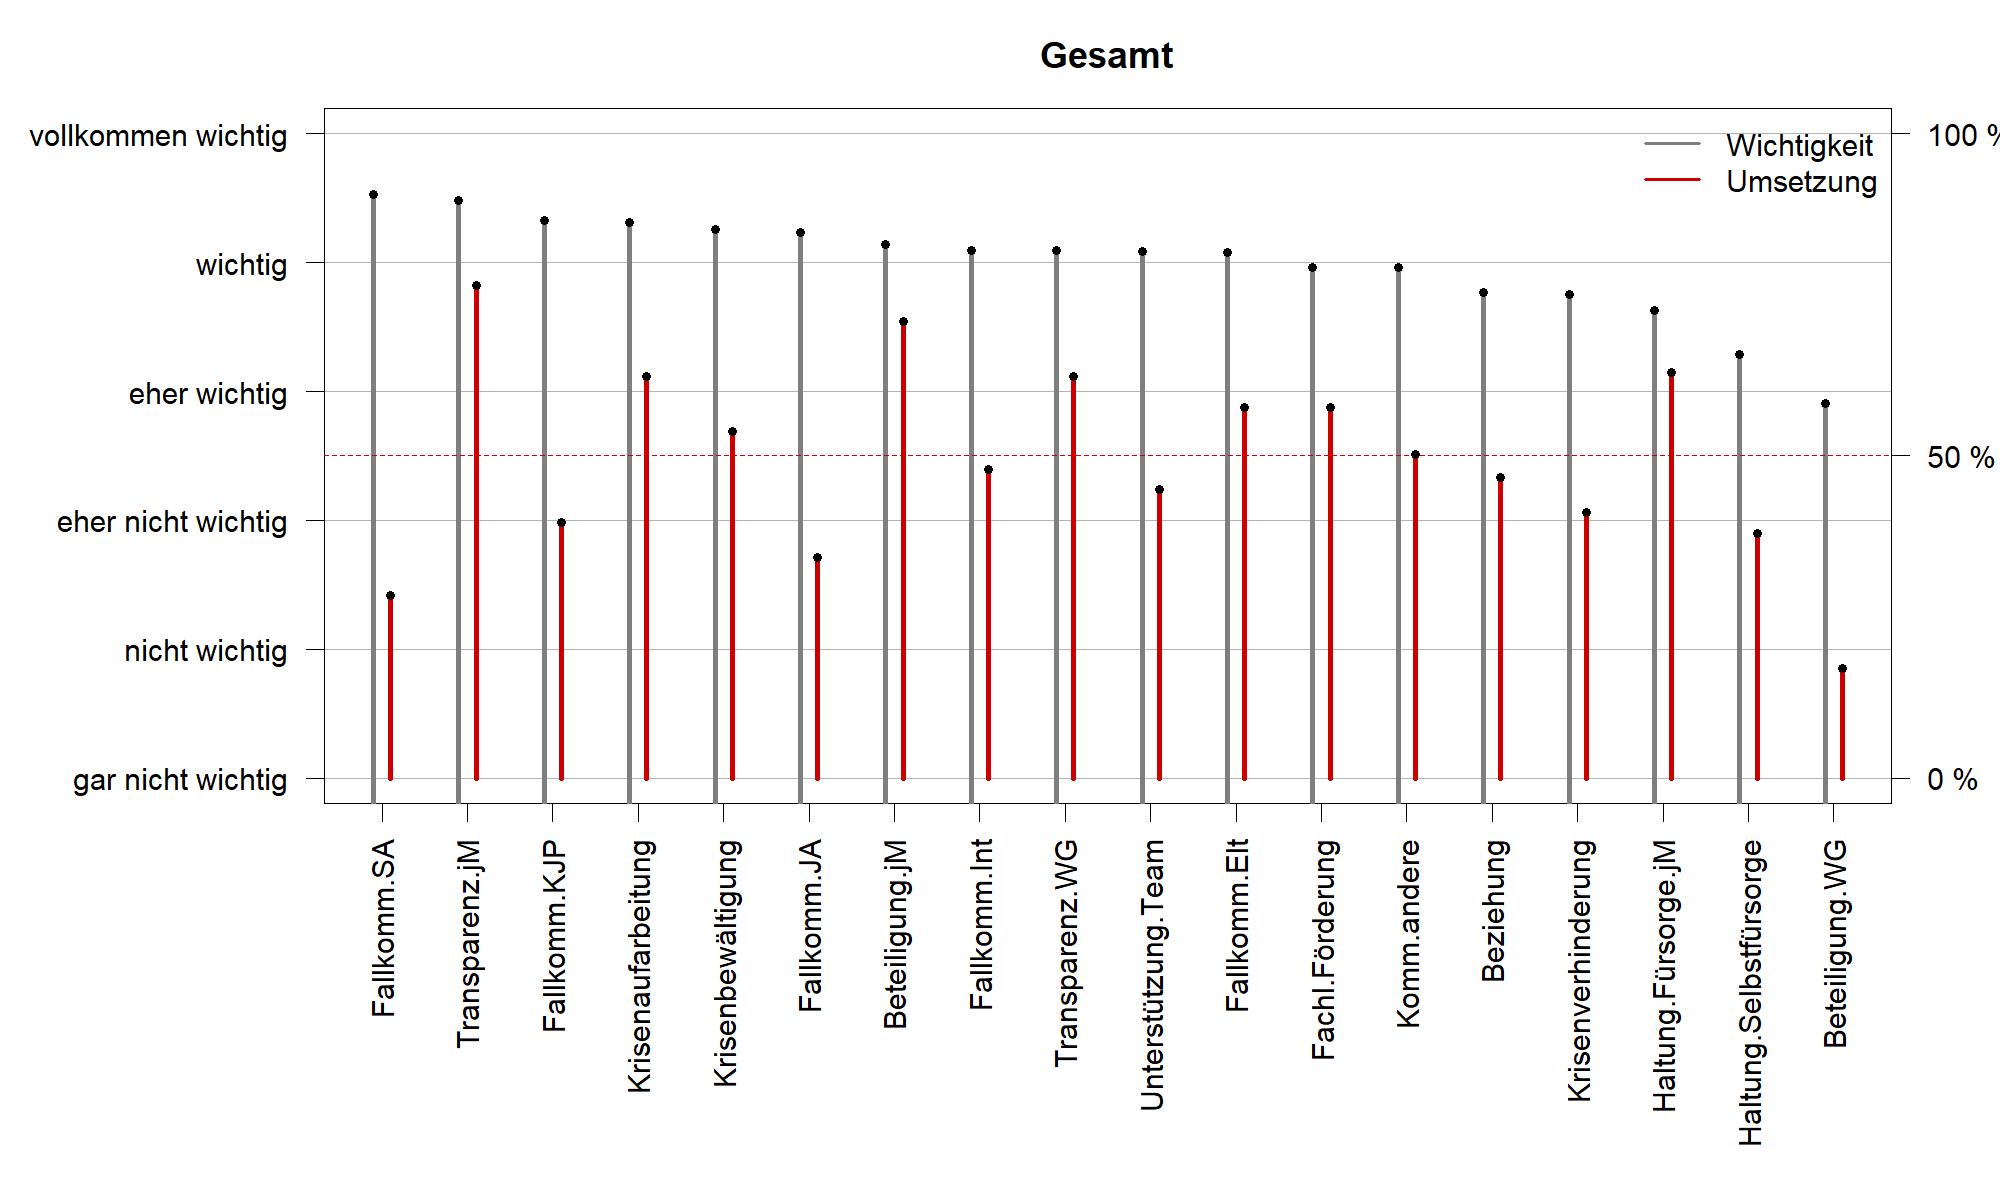 Gesamt
vollkommen wichtig
wichtig
eher wichtig
eher nicht wichtig
nicht wichtig
gar nicht wichtig
Wichtigkeit
Umsetzung
100 %
50 %
0 %
Fallkomm.SA
Transparenz.jM
Fallkomm.KJP
Krisenaufarbeitung
Krisenbewältigung
Fallkomm.JA
Beteiligung.jM
Fallkomm.Int
Transparenz.WG
Unterstützung.Team
Fallkomm.Elt
Fachl.Förderung
Komm.andere
Beziehung
Krisenverhinderung
Haltung.Fürsorge.jM
Haltung.Selbstfürsorge
Beteiligung.WG